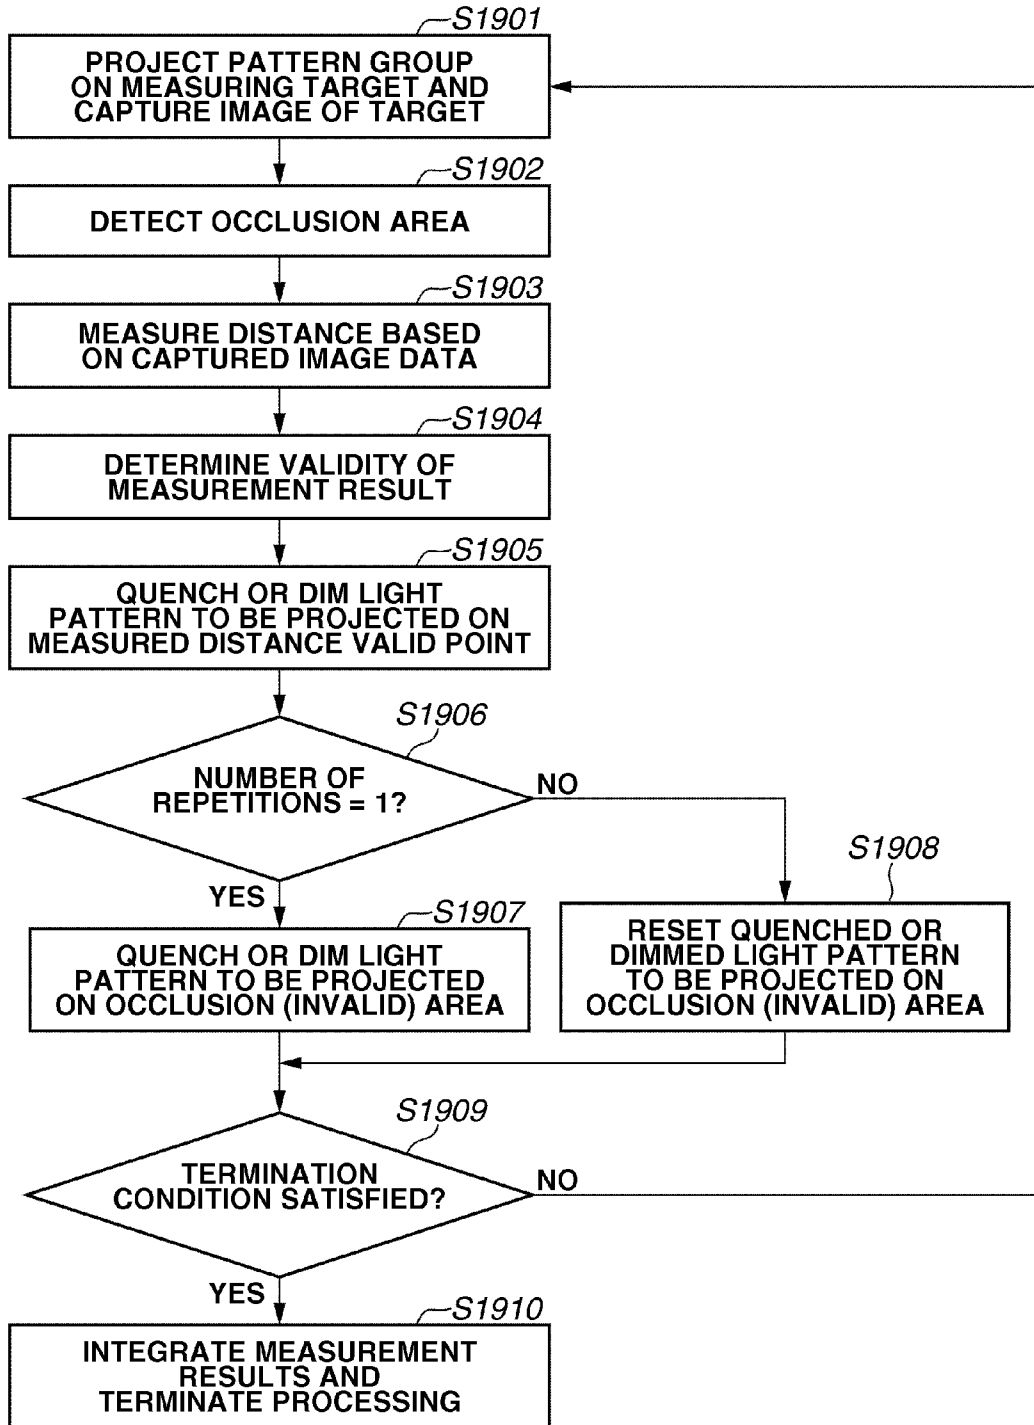 S1901
PROJECT PATTERN GROUP
ON MEASURING TARGET AND
CAPTURE IMAGE OF TARGET
S1902
DETECT OCCLUSION AREA
S1903
MEASURE DISTANCE BASED
ON CAPTURED IMAGE DATA
S1904
DETERMINE VALIDITY OF
MEASUREMENT RESULT
S1905
QUENCH OR DIM LIGHT
PATTERN TO BE PROJECTED ON
MEASURED DISTANCE VALID POINT
S1906
NUMBER OF
REPETITIONS = 1?
NO
YES
S1907
QUENCH OR DIM LIGHT
PATTERN TO BE PROJECTED
ON OCCLUSION (INVALID) AREA
S1908
RESET QUENCHED OR
DIMMED LIGHT PATTERN
TO BE PROJECTED ON
OCCLUSION (INVALID) AREA
S1909
TERMINATION
CONDITION SATISFIED?
NO
YES
S1910
INTEGRATE MEASUREMENT
RESULTS AND
TERMINATE PROCESSING